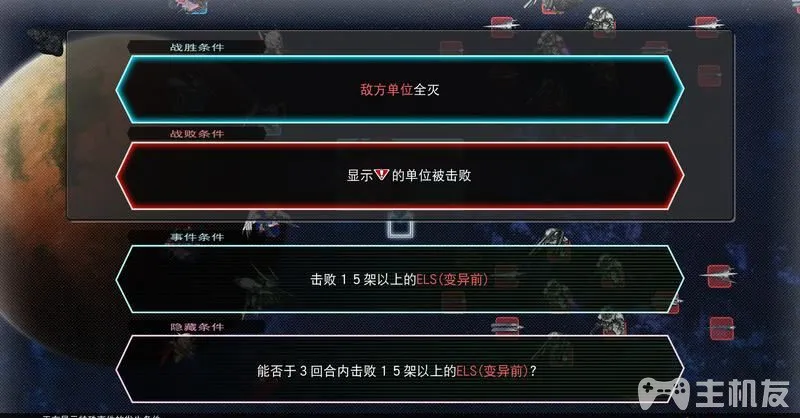 战胜条件
敌方单位全灭
战败条件
显示的单位被击败
事件条件
击败15架以上的ELS(变异前)
隐藏条件
能否于3回合内击败15架以上的ELS(变异前)?
主机友